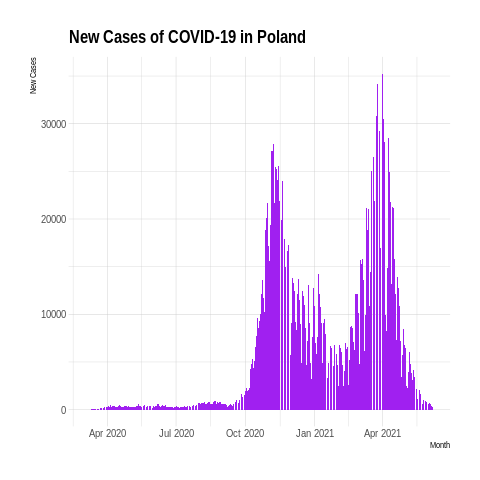 New Cases of COVID-19 in Poland
New Cases
30000
20000
10000
0
Apr 2020 Jul 2020 Oct 2020 Jan 2021 Apr 2021
Month